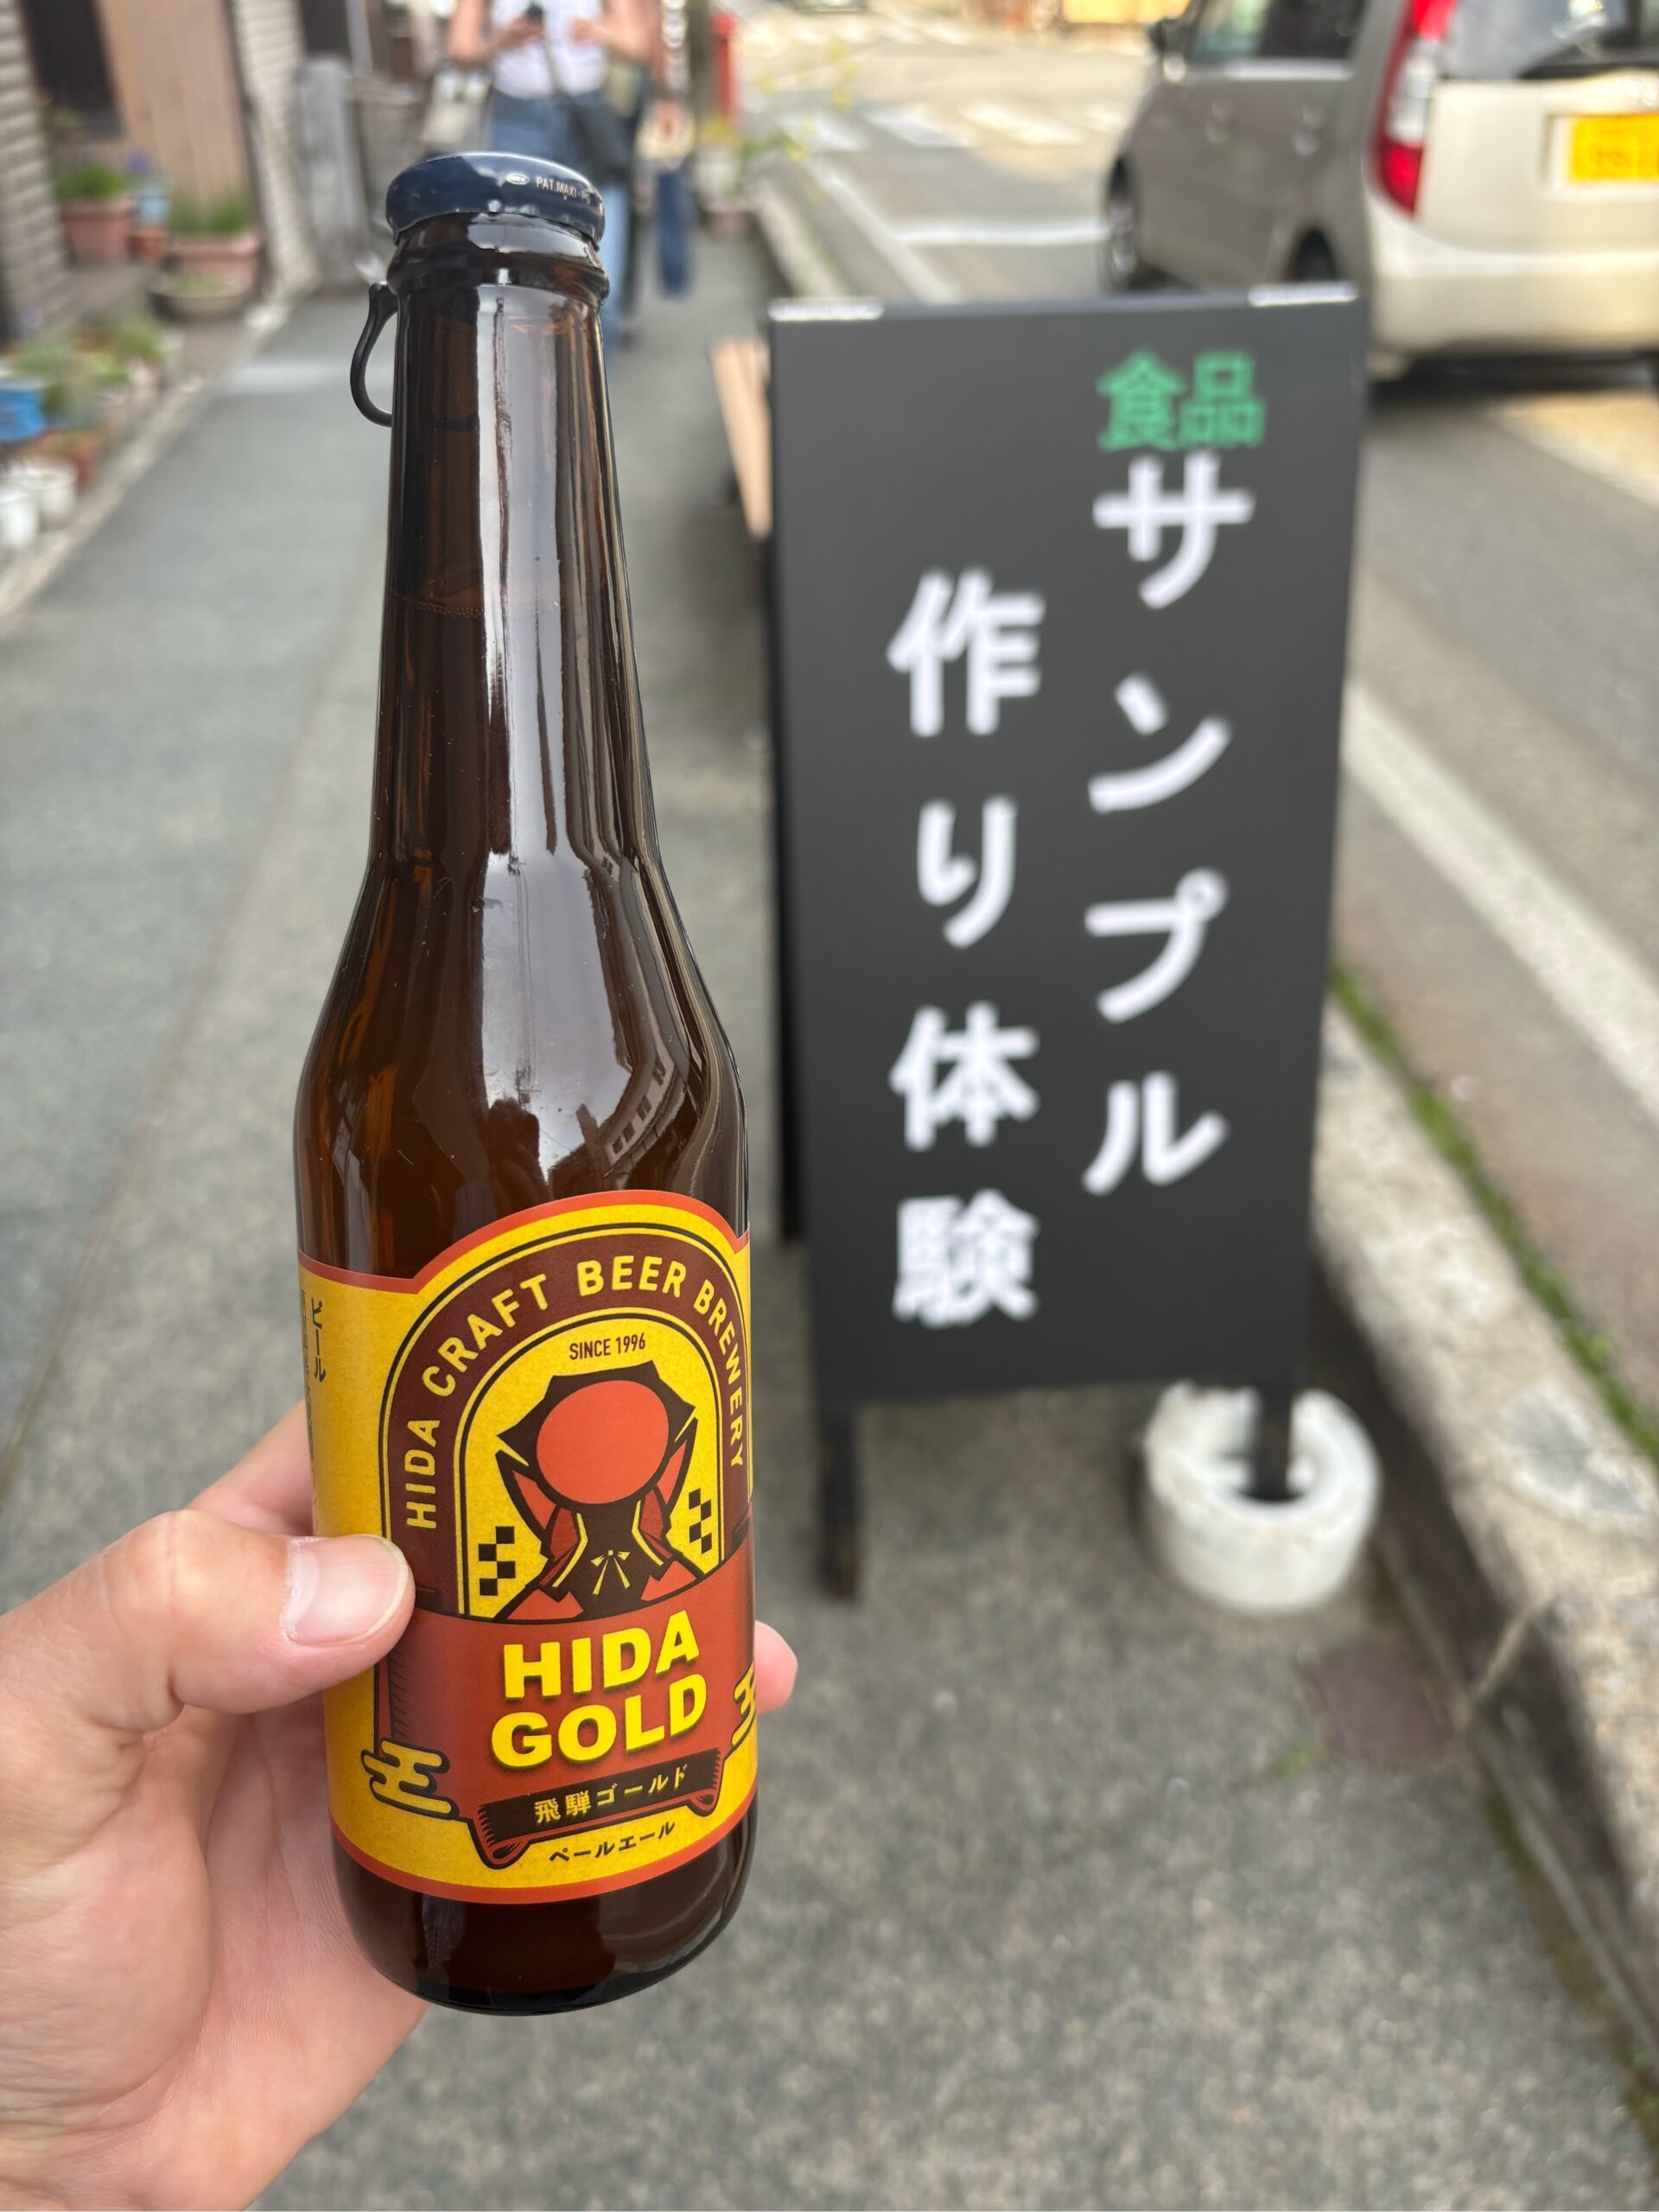 PAT.MAXI
HIDA CRAFT BEER BREWERY
SINCE 1996
HIDA
GOLD
飛騨ゴールド
ペールエール
ビール
食品サンプル
作り体験